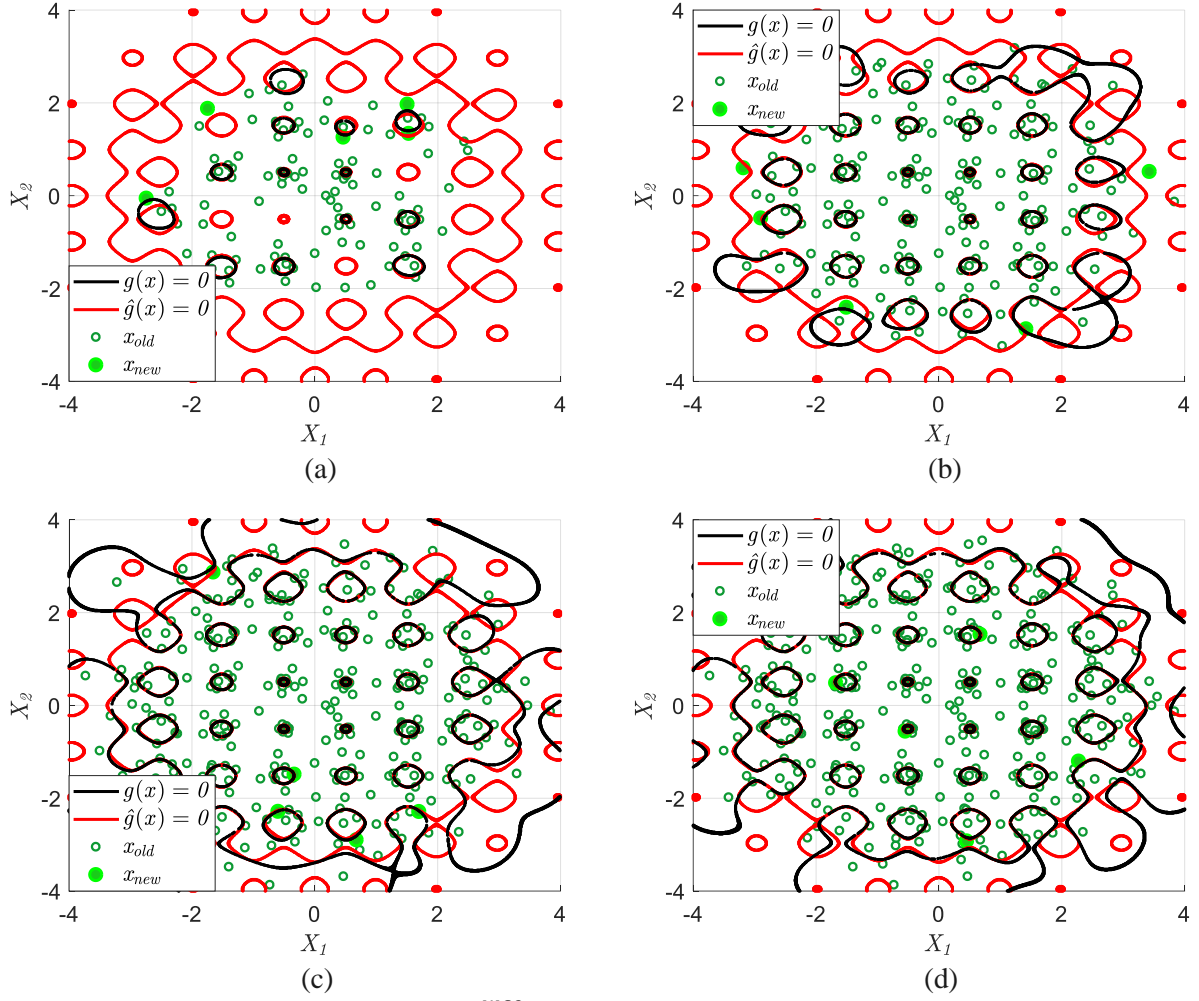 4
2
0
-2
-4
X₂
g(x) = 0
ĝ(x) = 0
x_old
x_new
-4 -2 0 2 4
X₁
(a)
4
2
0
-2
-4
X₂
g(x) = 0
ĝ(x) = 0
x_old
x_new
-4 -2 0 2 4
X₁
(b)
4
2
0
-2
-4
X₂
g(x) = 0
ĝ(x) = 0
x_old
x_new
-4 -2 0 2 4
X₁
(c)
4
2
0
-2
-4
X₂
g(x) = 0
ĝ(x) = 0
x_old
x_new
-4 -2 0 2 4
X₁
(d)